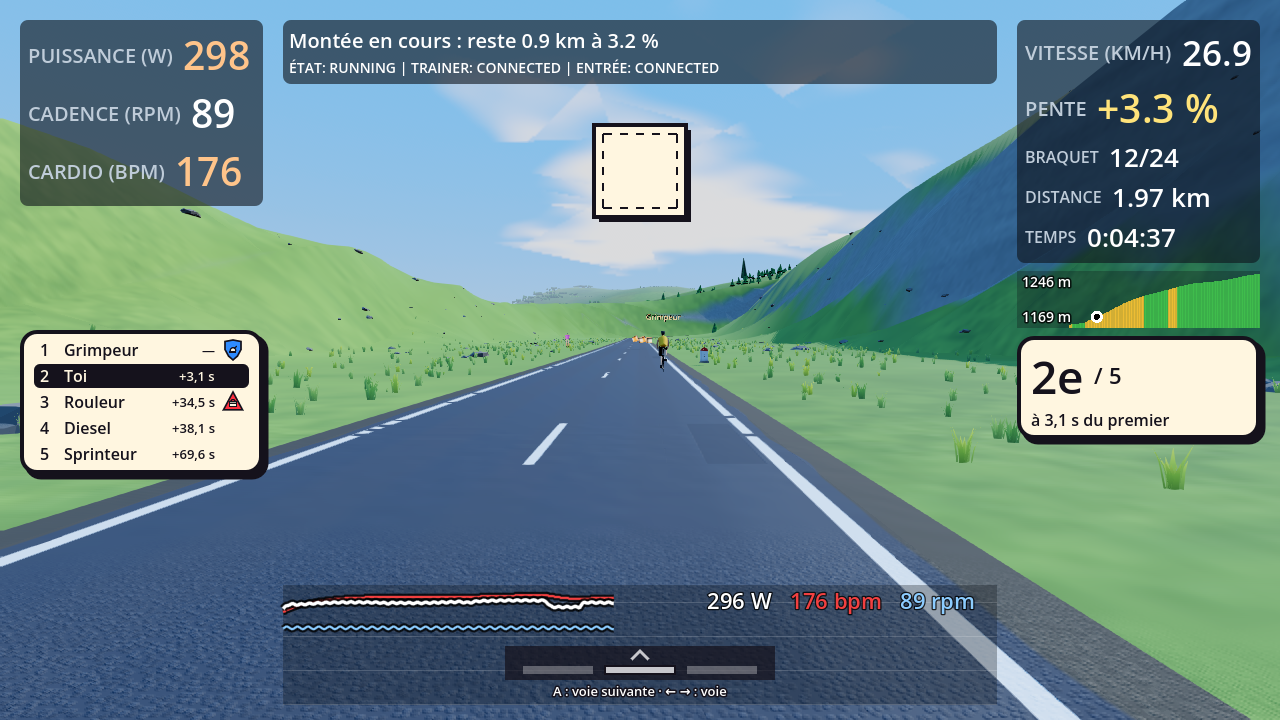 PUISSANCE (W) 298
CADENCE (RPM) 89
CARDIO (BPM) 176
Montée en cours : reste 0.9 km à 3.2 %
ÉTAT: RUNNING | TRAINER: CONNECTED | ENTRÉE: CONNECTED
VITESSE (KM/H) 26.9
PENTE +3.3 %
BRAQUET 12/24
DISTANCE 1.97 km
TEMPS 0:04:37
1246 m
1169 m
Grimpeur
1 Grimpeur —
2 Toi +3,1 s
3 Rouleur +34,5 s
4 Diesel +38,1 s
5 Sprinteur +69,6 s
2e / 5
à 3,1 s du premier
296 W 176 bpm 89 rpm
A : voie suivante · ← → : voie